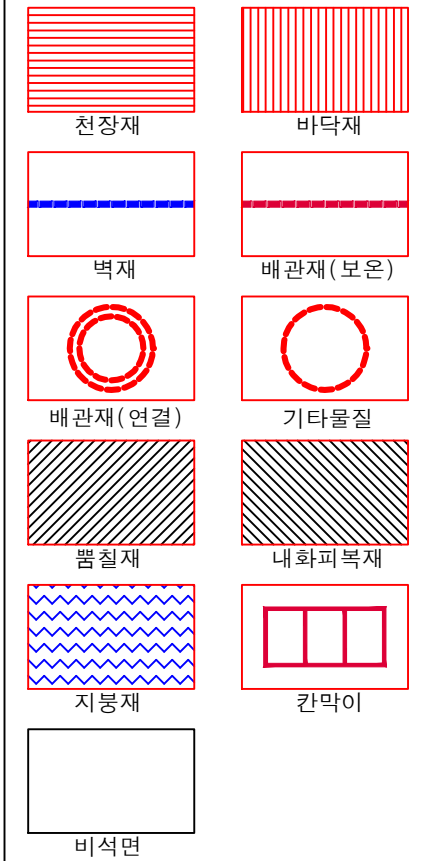 천장재
바닥재
벽재
배관재(보온)
배관재(연결)
기타물질
뿜칠재
내화피복재
지붕재
칸막이
비석면